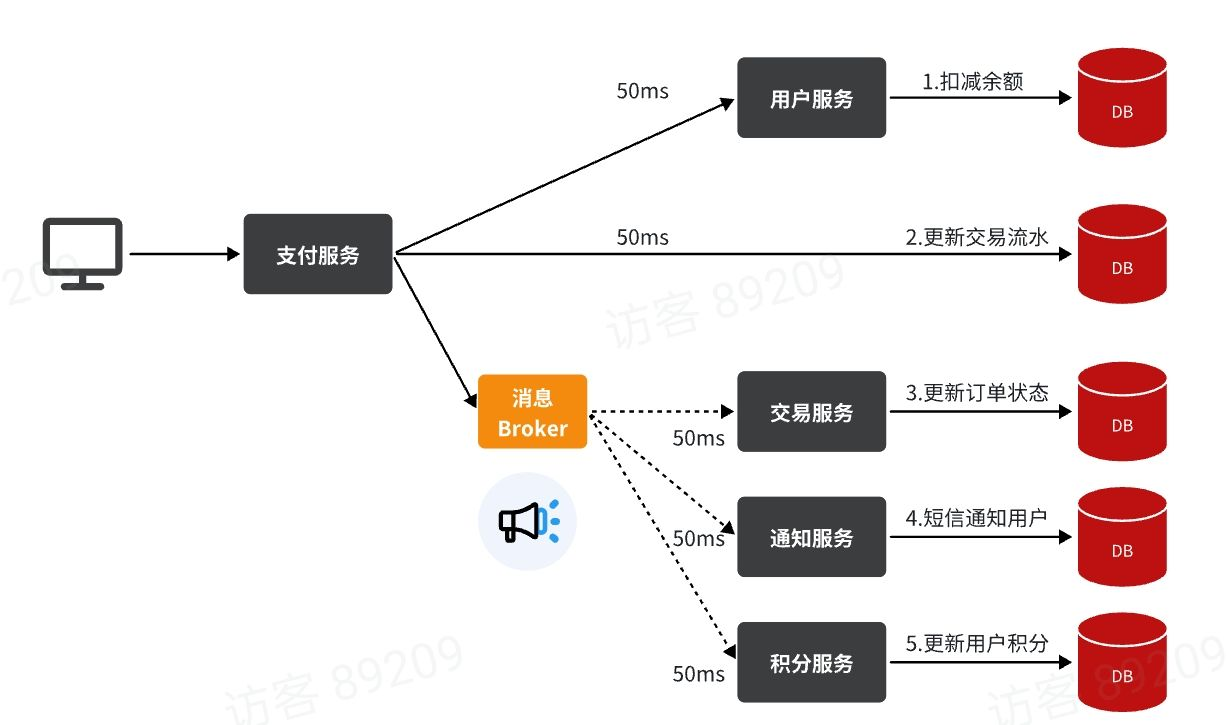 50ms
用户服务
1.扣减余额
DB
支付服务
50ms
2.更新交易流水
DB
消息
Broker
50ms
交易服务
3.更新订单状态
DB
50ms
通知服务
4.短信通知用户
DB
50ms
积分服务
5.更新用户积分
DB
209
访客 89209
访客 89209
访客 89209